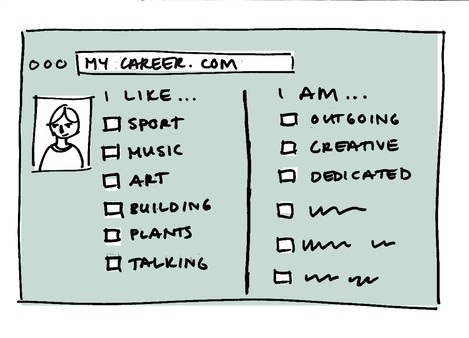 MY CAREER.COM
I LIKE...
SPORT
MUSIC
ART
BUILDING
PLANTS
TALKING
I AM...
OUTGOING
CREATIVE
DEDICATED